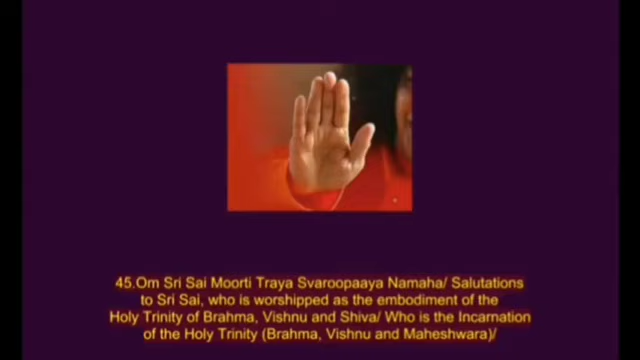 45.Om Sri Sai Moorti Traya Svaroopaaya Namaha/ Salutations
to Sri Sai, who is worshipped as the embodiment of the
Holy Trinity of Brahma, Vishnu and Shiva/ Who is the Incarnation
of the Holy Trinity (Brahma, Vishnu and Maheshwara)/